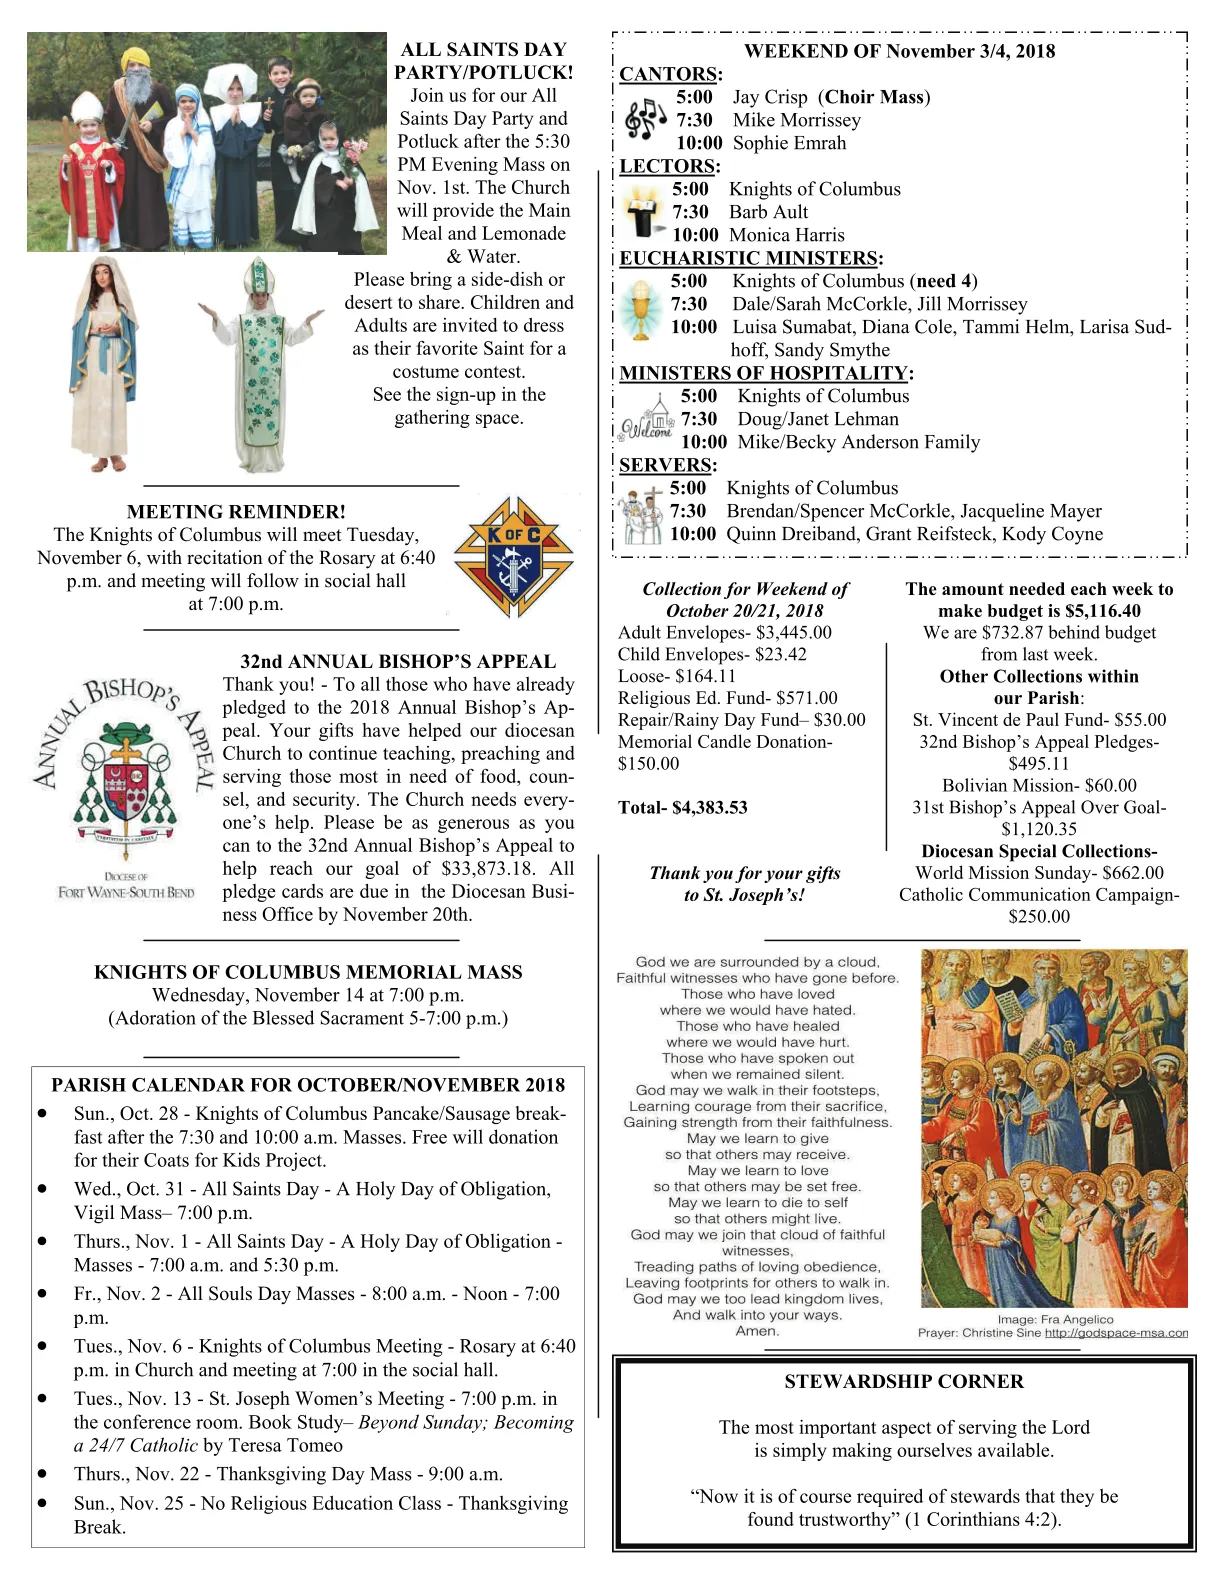 ALL SAINTS DAY
PARTY/POTLUCK!
Join us for our All
Saints Day Party and
Potluck after the 5:30
PM Evening Mass on
Nov. 1st. The Church
will provide the Main
Meal and Lemonade
& Water.
Please bring a side-dish or
desert to share. Children and
Adults are invited to dress
as their favorite Saint for a
costume contest.
See the sign-up in the
gathering space.
MEETING REMINDER!
The Knights of Columbus will meet Tuesday,
November 6, with recitation of the Rosary at 6:40
p.m. and meeting will follow in social hall
at 7:00 p.m.
K OF C
32nd ANNUAL BISHOP’S APPEAL
Thank you! - To all those who have already
pledged to the 2018 Annual Bishop’s Ap-
peal. Your gifts have helped our diocesan
Church to continue teaching, preaching and
serving those most in need of food, coun-
sel, and security. The Church needs every-
one’s help. Please be as generous as you
can to the 32nd Annual Bishop’s Appeal to
help reach our goal of $33,873.18. All
pledge cards are due in the Diocesan Busi-
ness Office by November 20th.
ANNUAL BISHOP'S APPEAL
DIOCESE OF
FORT WAYNE-SOUTH BEND
KNIGHTS OF COLUMBUS MEMORIAL MASS
Wednesday, November 14 at 7:00 p.m.
(Adoration of the Blessed Sacrament 5-7:00 p.m.)
PARISH CALENDAR FOR OCTOBER/NOVEMBER 2018
• Sun., Oct. 28 - Knights of Columbus Pancake/Sausage break-
fast after the 7:30 and 10:00 a.m. Masses. Free will donation
for their Coats for Kids Project.
• Wed., Oct. 31 - All Saints Day - A Holy Day of Obligation,
Vigil Mass– 7:00 p.m.
• Thurs., Nov. 1 - All Saints Day - A Holy Day of Obligation -
Masses - 7:00 a.m. and 5:30 p.m.
• Fr., Nov. 2 - All Souls Day Masses - 8:00 a.m. - Noon - 7:00
p.m.
• Tues., Nov. 6 - Knights of Columbus Meeting - Rosary at 6:40
p.m. in Church and meeting at 7:00 in the social hall.
• Tues., Nov. 13 - St. Joseph Women’s Meeting - 7:00 p.m. in
the conference room. Book Study– Beyond Sunday; Becoming
a 24/7 Catholic by Teresa Tomeo
• Thurs., Nov. 22 - Thanksgiving Day Mass - 9:00 a.m.
• Sun., Nov. 25 - No Religious Education Class - Thanksgiving
Break.
WEEKEND OF November 3/4, 2018
CANTORS:
5:00 Jay Crisp (Choir Mass)
7:30 Mike Morrissey
10:00 Sophie Emrah
LECTORS:
5:00 Knights of Columbus
7:30 Barb Ault
10:00 Monica Harris
EUCHARISTIC MINISTERS:
5:00 Knights of Columbus (need 4)
7:30 Dale/Sarah McCorkle, Jill Morrissey
10:00 Luisa Sumabat, Diana Cole, Tammi Helm, Larisa Sud-
hoff, Sandy Smythe
MINISTERS OF HOSPITALITY:
Welcome
5:00 Knights of Columbus
7:30 Doug/Janet Lehman
10:00 Mike/Becky Anderson Family
SERVERS:
5:00 Knights of Columbus
7:30 Brendan/Spencer McCorkle, Jacqueline Mayer
10:00 Quinn Dreiband, Grant Reifsteck, Kody Coyne
Collection for Weekend of
October 20/21, 2018
Adult Envelopes- $3,445.00
Child Envelopes- $23.42
Loose- $164.11
Religious Ed. Fund- $571.00
Repair/Rainy Day Fund– $30.00
Memorial Candle Donation-
$150.00
Total- $4,383.53
Thank you for your gifts
to St. Joseph’s!
The amount needed each week to
make budget is $5,116.40
We are $732.87 behind budget
from last week.
Other Collections within
our Parish:
St. Vincent de Paul Fund- $55.00
32nd Bishop’s Appeal Pledges-
$495.11
Bolivian Mission- $60.00
31st Bishop’s Appeal Over Goal-
$1,120.35
Diocesan Special Collections-
World Mission Sunday- $662.00
Catholic Communication Campaign-
$250.00
God we are surrounded by a cloud,
Faithful witnesses who have gone before.
Those who have loved
where we would have hated.
Those who have healed
where we would have hurt.
Those who have spoken out
when we remained silent.
God may we walk in their footsteps,
Learning courage from their sacrifice,
Gaining strength from their faithfulness.
May we learn to give
so that others may receive.
May we learn to love
so that others may be set free.
May we learn to die to self
so that others might live.
God may we join that cloud of faithful
witnesses,
Treading paths of loving obedience,
Leaving footprints for others to walk in.
God may we too lead kingdom lives,
And walk into your ways.
Amen.
Image: Fra Angelico
Prayer: Christine Sine http://godspace-msa.con
STEWARDSHIP CORNER
The most important aspect of serving the Lord
is simply making ourselves available.
“Now it is of course required of stewards that they be
found trustworthy” (1 Corinthians 4:2).